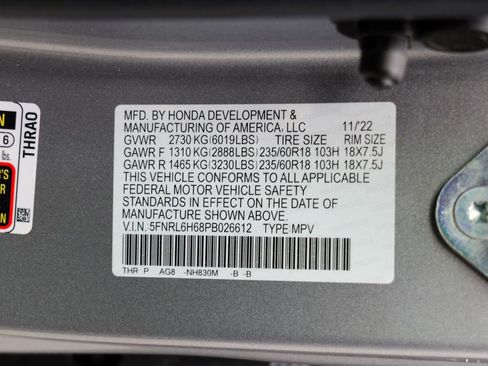 MFD. BY HONDA DEVELOPMENT &
MANUFACTURING OF AMERICA, LLC 11/'22
GVWR 2730 KG (6019LBS) TIRE SIZE RIM SIZE
GAWR F 1310 KG (2888LBS) 235/60R18 103H 18X7.5J
GAWR R 1465 KG (3230LBS) 235/60R18 103H 18X7.5J
THIS VEHICLE CONFORMS TO ALL APPLICABLE
FEDERAL MOTOR VEHICLE SAFETY
STANDARDS IN EFFECT ON THE DATE OF
MANUFACTURE SHOWN ABOVE.
V.I.N.: 5FNRL6H68PB026612 TYPE: MPV
THR P AG8 -NH830M -B -B
THRA0
6
lbs.